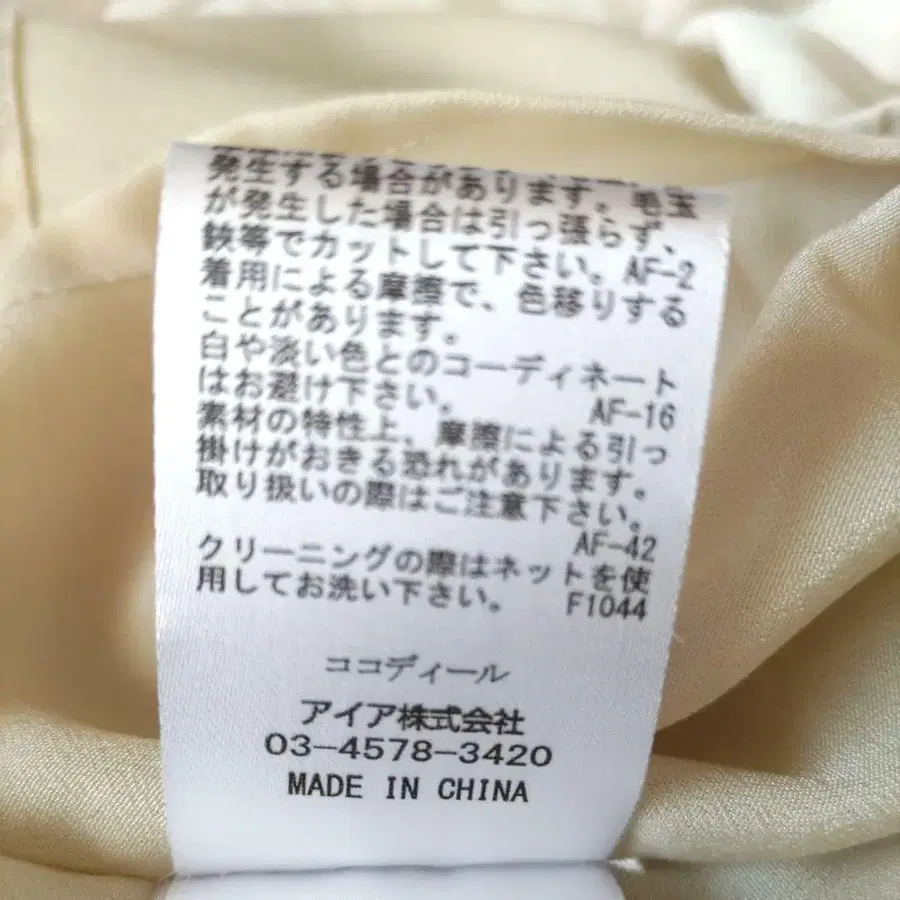 発生する場合があります。毛玉
が発生した場合は引っ張らず、
鋏等でカットして下さい。AF-2
着用による摩擦で、色移りする
ことがあります。
白や淡い色とのコーディネート
はお避け下さい。 AF-16
素材の特性上、摩擦による引っ
掛けがおきる恐れがあります。
取り扱いの際はご注意下さい。
AF-42
クリーニングの際はネットを使
用してお洗い下さい。 F1044
ココディール
アイア株式会社
03-4578-3420
MADE IN CHINA